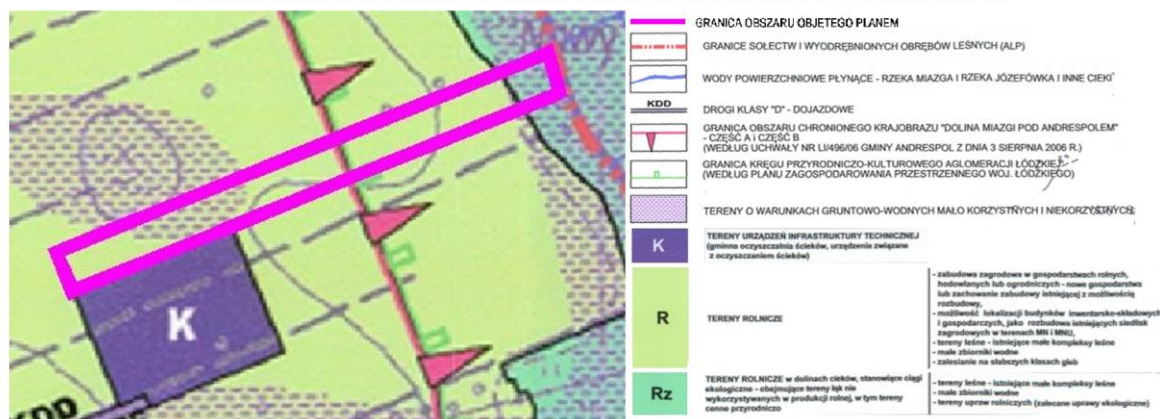 GRANICA OBSZARU OBJETEGO PLANEM
GRANICE SOŁECTW I WYODRĘBNIONYCH OBRĘBÓW LEŚNYCH (ALP)
WODY POWIERZCHNIOWE PŁYNĄCE - RZEKA MIAZGA I RZEKA JÓZEFÓWKA I INNE CIEKI
KDD
DROGI KLASY "D" - DOJAZDOWE
GRANICA OBSZARU CHRONIONEGO KRAJOBRAZU "DOLINA MIAZGI POD ANDRESPOLEM"
- CZĘŚĆ A i CZĘŚĆ B
(WEDŁUG UCHWAŁY NR LI/496/06 GMINY ANDRESPOL Z DNIA 3 SIERPNIA 2006 R.)
GRANICA KRĘGU PRZYRODNICZO-KULTUROWEGO AGLOMERACJI ŁÓDZKIEJ
(WEDŁUG PLANU ZAGOSPODAROWANIA PRZESTRZENNEGO WOJ. ŁÓDZKIEGO)
TERENY O WARUNKACH GRUNTOWO-WODNYCH MAŁO KORZYSTNYCH I NIEKORZYSTNYCH
K
TERENY URZĄDZEŃ INFRASTRUKTURY TECHNICZNEJ
(gminna oczyszczalnia ścieków, urządzenia związane
z oczyszczaniem ścieków)
R
TERENY ROLNICZE
- zabudowa zagrodowa w gospodarstwach rolnych,
hodowlanych lub ogrodniczych - nowe gospodarstwa
lub zachowanie zabudowy istniejącej z możliwością
rozbudowy,
- możliwość lokalizacji budynków inwentarsko-składowych
i gospodarczych, jako rozbudowa istniejących siedlisk
zagrodowych w terenach MN i MNU,
- tereny leśne - istniejące małe kompleksy leśne
- małe zbiorniki wodne
- zalesianie na słabszych klasach gleb
Rz
TERENY ROLNICZE w dolinach cieków, stanowiące ciągi
ekologiczne - obejmujące tereny łąk nie
wykorzystywanych w produkcji rolnej, w tym tereny
cenne przyrodniczo
- tereny leśne - istniejące małe kompleksy leśne
- małe zbiorniki wodne
- tereny upraw rolniczych (zalecane uprawy ekologiczne)
K
KDD